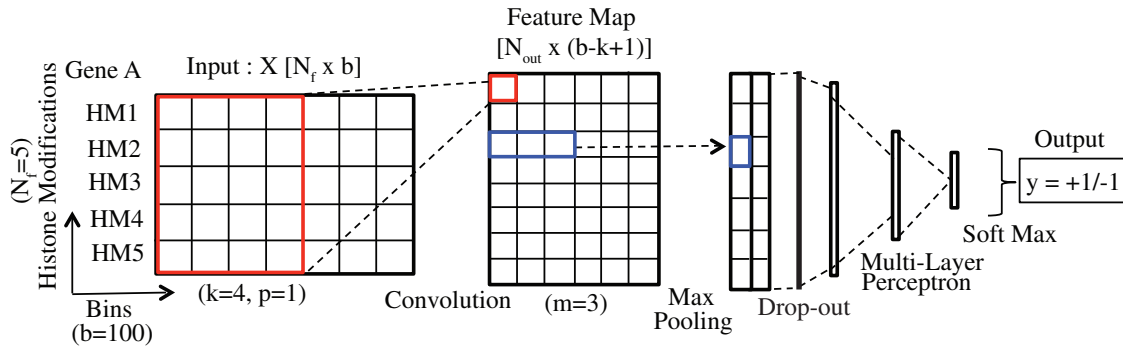 Feature Map
[N_out x (b-k+1)]
Gene A
Input : X [N_f x b]
Histone Modifications
(N_f=5)
HM1
HM2
HM3
HM4
HM5
Bins
(b=100)
(k=4, p=1)
Convolution
(m=3)
Max
Pooling
Drop-out
Multi-Layer
Perceptron
Soft Max
Output
y = +1/-1